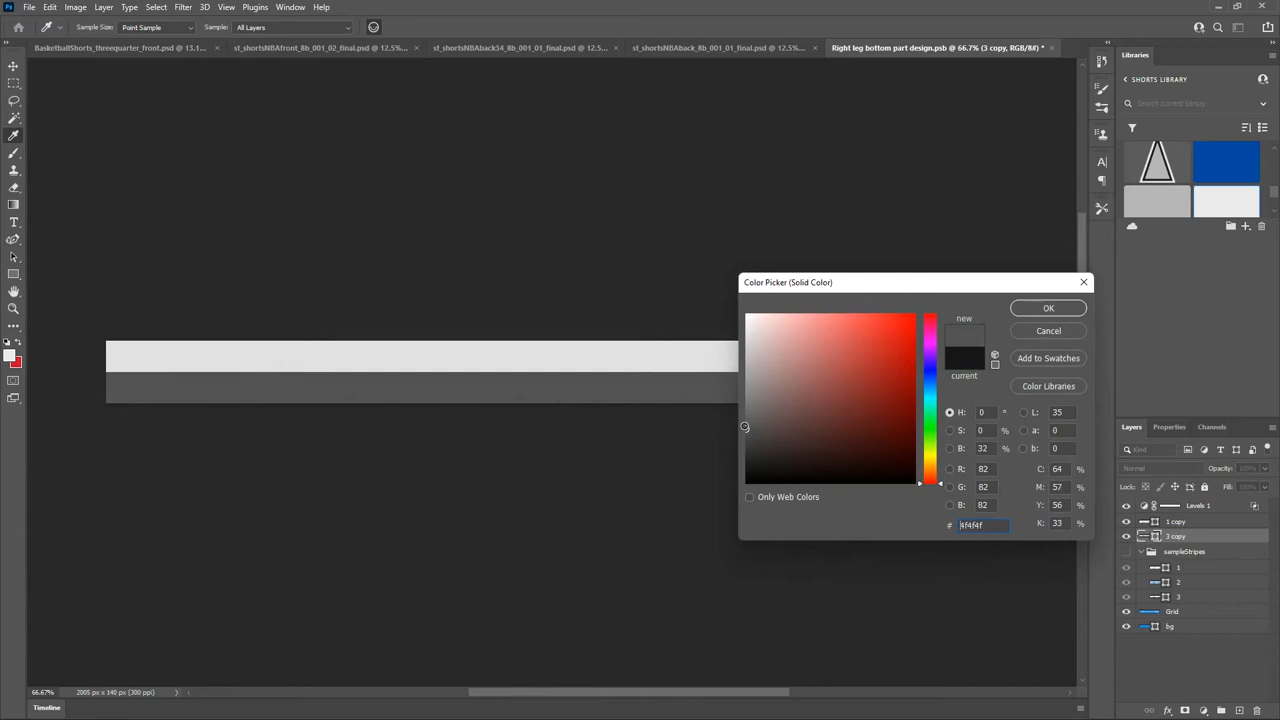 Ps File Edit Image Layer Type Select Filter 3D View Plugins Window Help
Sample Size: Point Sample Sample: All Layers
BasketballShorts_threequarter_front.psd @ 13.1... × st_shortsNBAfront_8b_001_02_final.psd @ 12.5%... × st_shortsNBAback34_8b_001_01_final.psd @ 12.5... × st_shortsNBAback_8b_001_01_final.psd @ 12.5%... × Right leg bottom part design.psb @ 66.7% (3 copy, RGB/8#) * ×
Libraries
SHORTS LIBRARY
Search current library
Color Picker (Solid Color)
new
current
OK
Cancel
Add to Swatches
Color Libraries
H: 0 ° L: 35
S: 0 % a: 0
B: 32 % b: 0
R: 82 C: 64 %
G: 82 M: 57 %
B: 82 Y: 56 %
# 4f4f4f K: 33 %
Only Web Colors
Layers Properties Channels
Kind
Normal Opacity: 100%
Lock: Fill: 100%
Levels 1
1 copy
3 copy
sampleStripes
1
2
3
Grid
bg
66.67% 2005 px x 140 px (300 ppi)
Timeline